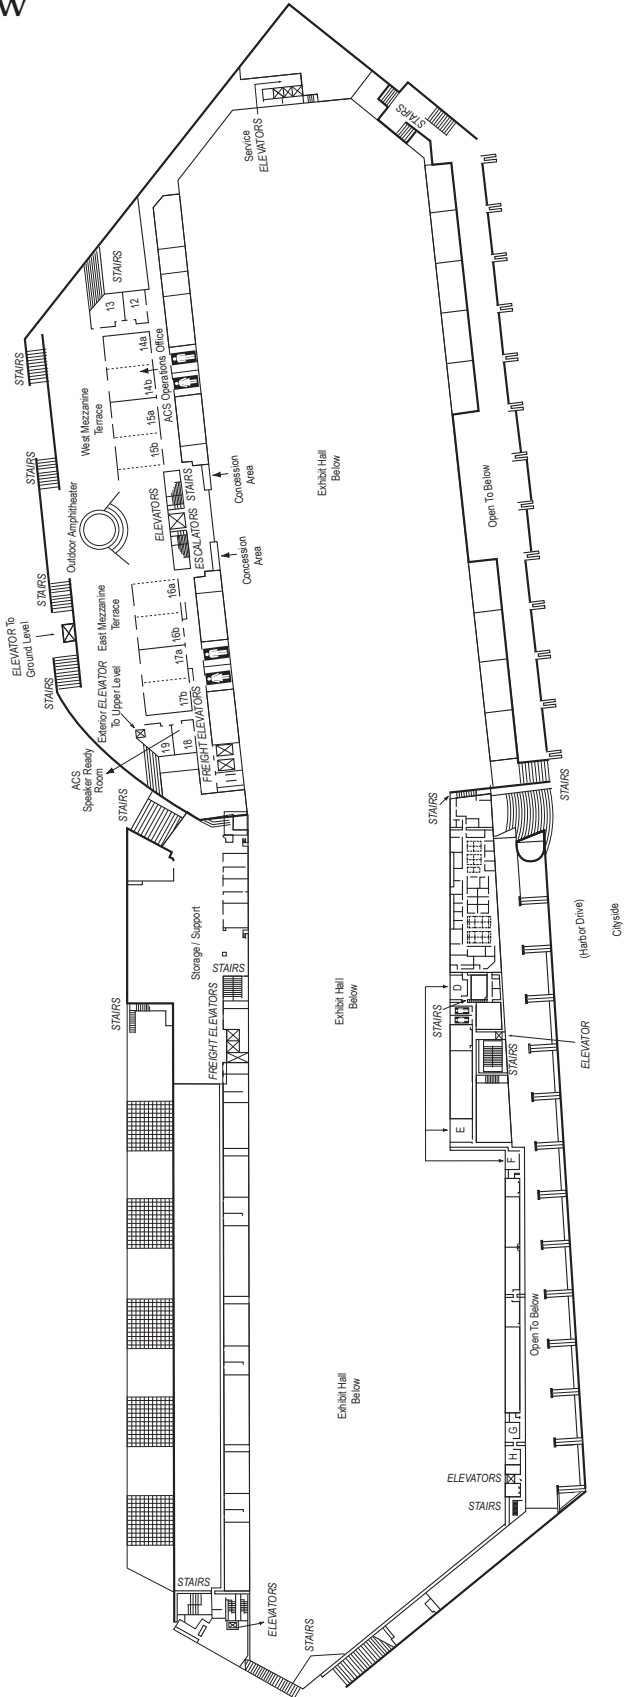 w
Service
ELEVATORS
STAIRS
STAIRS
13
12
STAIRS
West Mezzanine
Terrace
14a
14b
ACS Operations Office
15a
15b
STAIRS
Outdoor Amphitheater
ELEVATORS
STAIRS
ESCALATORS
Concession
Area
Concession
Area
Exhibit Hall
Below
Open To Below
STAIRS
ELEVATOR To
Ground Level
East Mezzanine
Terrace
16a
16b
17a
17b
STAIRS
Exterior ELEVATOR
To Upper Level
19
18
FREIGHT ELEVATORS
ACS
Speaker Ready
Room
STAIRS
STAIRS
STAIRS
Storage / Support
STAIRS
FREIGHT ELEVATORS
STAIRS
Exhibit Hall
Below
D
STAIRS
STAIRS
ELEVATOR
(Harbor Drive)
Cityside
E
F
Open To Below
Exhibit Hall
Below
G
H
ELEVATORS
STAIRS
STAIRS
ELEVATORS
STAIRS